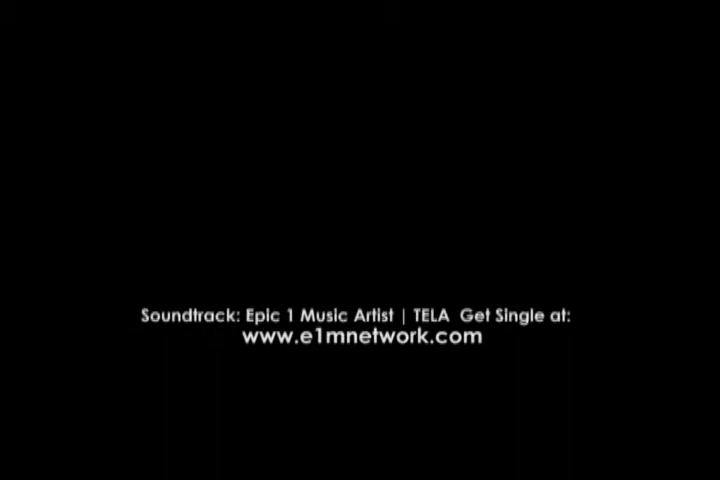 Soundtrack: Epic 1 Music Artist | TELA  Get Single at:
www.e1mnetwork.com